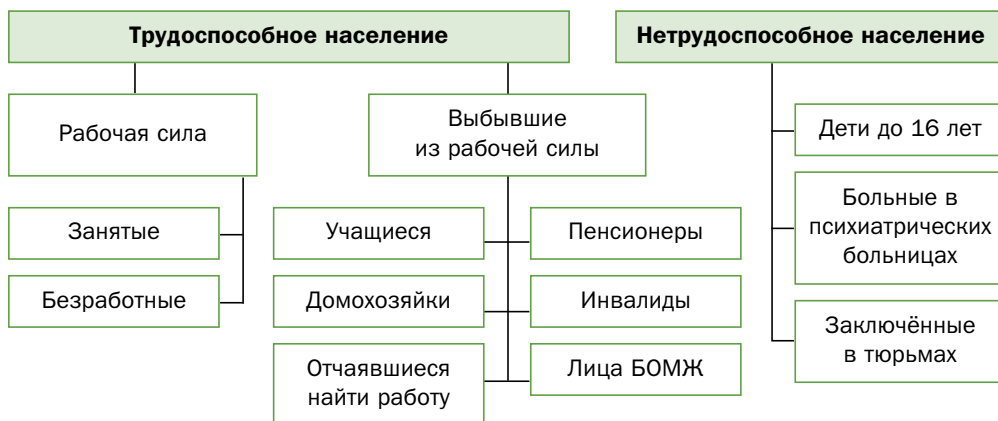 Трудоспособное население
Нетрудоспособное население
Рабочая сила
Выбывшие
из рабочей силы
Дети до 16 лет
Занятые
Учащиеся
Пенсионеры
Больные в
психиатрических
больницах
Безработные
Домохозяйки
Инвалиды
Отчаявшиеся
найти работу
Лица БОМЖ
Заключённые
в тюрьмах